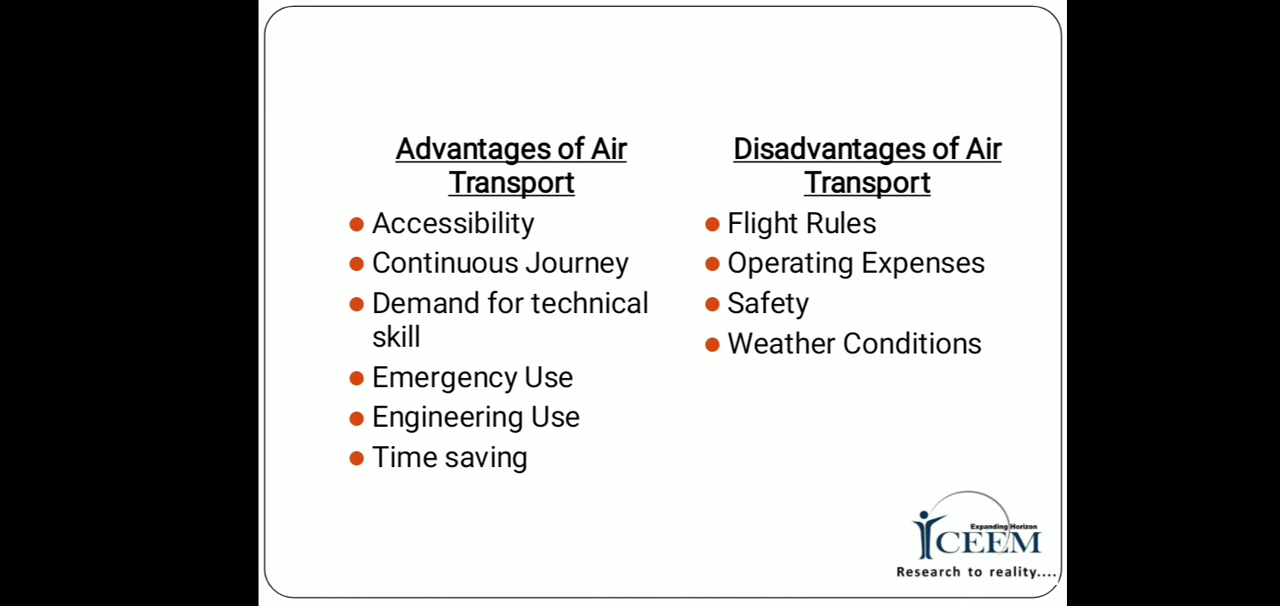 Advantages of Air
Transport
Accessibility
Continuous Journey
Demand for technical
skill
Emergency Use
Engineering Use
Time saving
Disadvantages of Air
Transport
Flight Rules
Operating Expenses
Safety
Weather Conditions
Expanding Horizon
iCEEM
Research to reality....